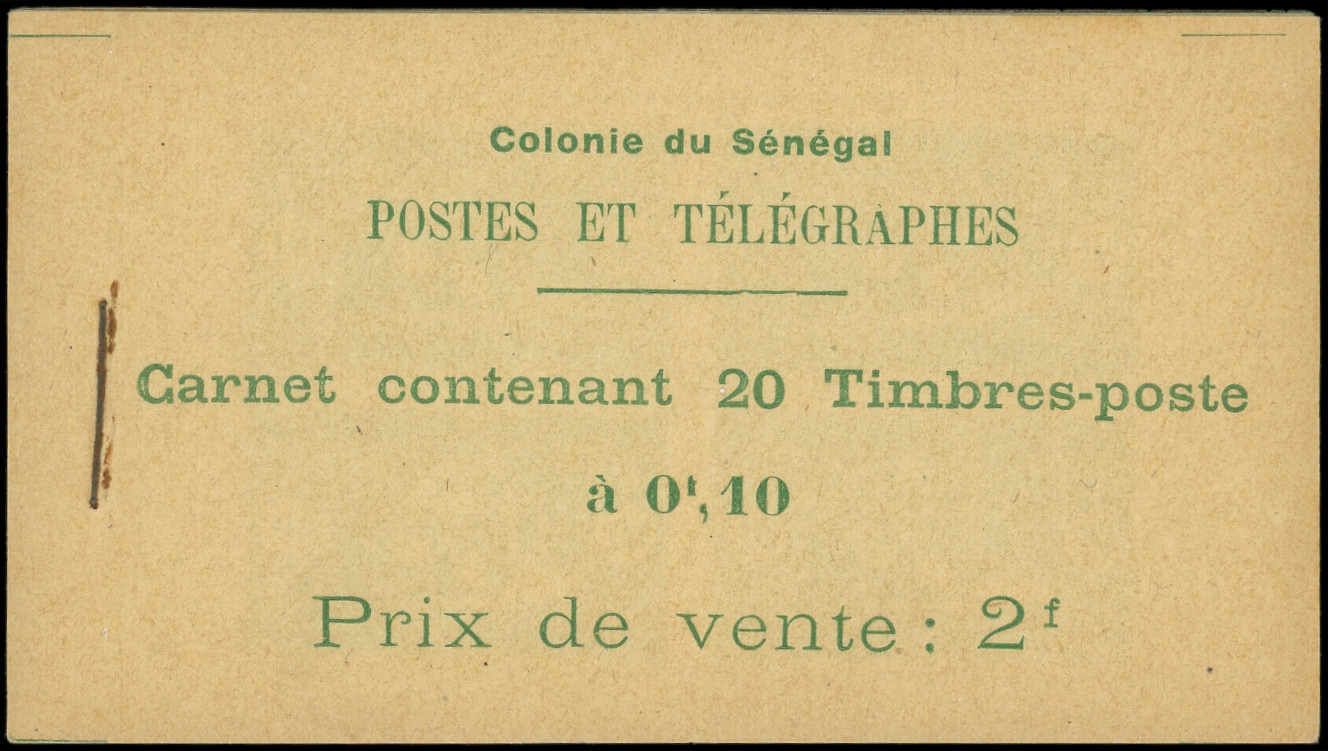 Colonie du Sénégal
POSTES ET TÉLÉGRAPHES
Carnet contenant 20 Timbres-poste
à 0ᶠ,10
Prix de vente : 2ᶠ